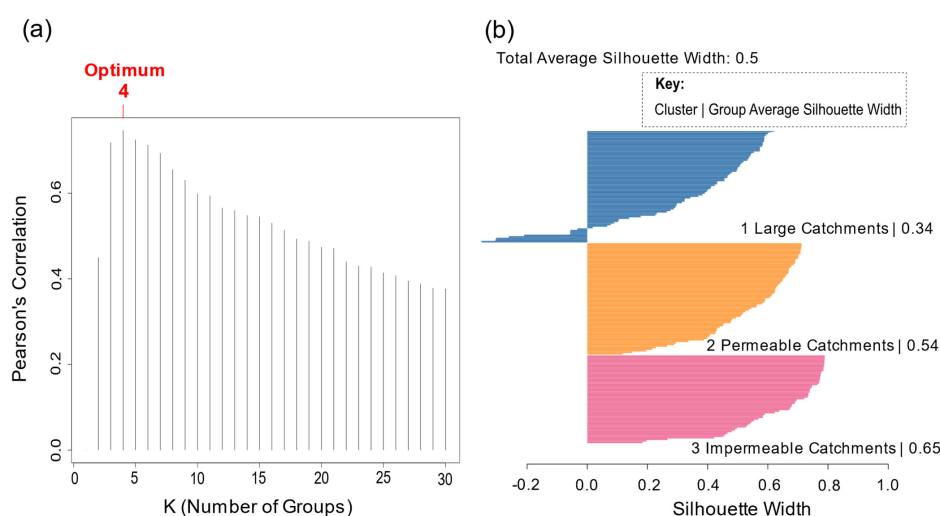 (a)
Optimum
4
Pearson's Correlation
0.0
0.2
0.4
0.6
0
5
10
15
20
25
30
K (Number of Groups)
(b)
Total Average Silhouette Width: 0.5
Key:
Cluster | Group Average Silhouette Width
1 Large Catchments | 0.34
2 Permeable Catchments | 0.54
3 Impermeable Catchments | 0.65
-0.2
0.0
0.2
0.4
0.6
0.8
1.0
Silhouette Width